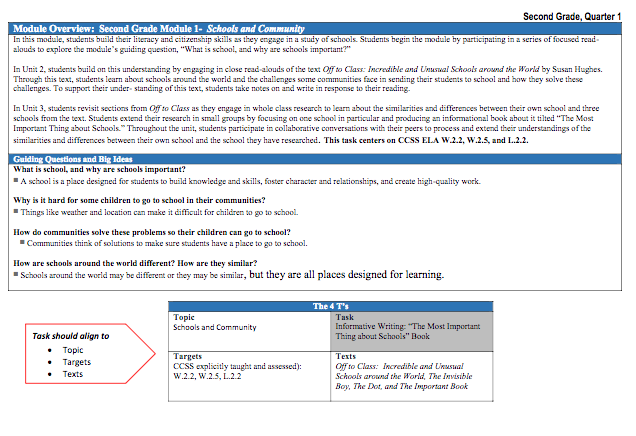 Second Grade, Quarter 1
Module Overview: Second Grade Module 1- Schools and Community
In this module, students build their literacy and citizenship skills as they engage in a study of schools. Students begin the module by participating in a series of focused read-
alouds to explore the module's guiding question, "What is school, and why are schools important?"
In Unit 2, students build on this understanding by engaging in close read-alouds of the text Off to Class: Incredible and Unusual Schools around the World by Susan Hughes.
Through this text, students learn about schools around the world and the challenges some communities face in sending their students to school and how they solve these
challenges. To support their under- standing of this text, students take notes on and write in response to their reading.
In Unit 3, students revisit sections from Off to Class as they engage in whole class research to learn about the similarities and differences between their own school and three
schools from the text. Students extend their research in small groups by focusing on one school in particular and producing an informational book about it tilted "The Most
Important Thing about Schools." Throughout the unit, students participate in collaborative conversations with their peers to process and extend their understandings of the
similarities and differences between their own school and the school they have researched. This task centers on CCSS ELA W.2.2, W.2.5, and L.2.2.
Guiding Questions and Big Ideas
What is school, and why are schools important?
▪ A school is a place designed for students to build knowledge and skills, foster character and relationships, and create high-quality work.
Why is it hard for some children to go to school in their communities?
▪ Things like weather and location can make it difficult for children to go to school.
How do communities solve these problems so their children can go to school?
▪ Communities think of solutions to make sure students have a place to go to school.
How are schools around the world different? How are they similar?
▪ Schools around the world may be different or they may be similar, but they are all places designed for learning.
Task should align to
• Topic
• Targets
• Texts
The 4 T's
Topic
Schools and Community
Task
Informative Writing: "The Most Important
Thing about Schools" Book
Targets
CCSS explicitly taught and assessed):
W.2.2, W.2.5, L.2.2
Texts
Off to Class: Incredible and Unusual
Schools around the World, The Invisible
Boy, The Dot, and The Important Book